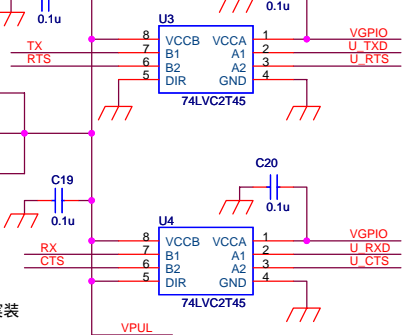 0.1u
0.1u
U3
8 VCCB VCCA 1 VGPIO
TX 7 B1 A1 2 U_TXD
RTS 6 B2 A2 3 U_RTS
5 DIR GND 4
74LVC2T45
C19
0.1u
C20
0.1u
U4
8 VCCB VCCA 1 VGPIO
RX 7 B1 A1 2 U_RXD
CTS 6 B2 A2 3 U_CTS
5 DIR GND 4
74LVC2T45
実装
VPUL